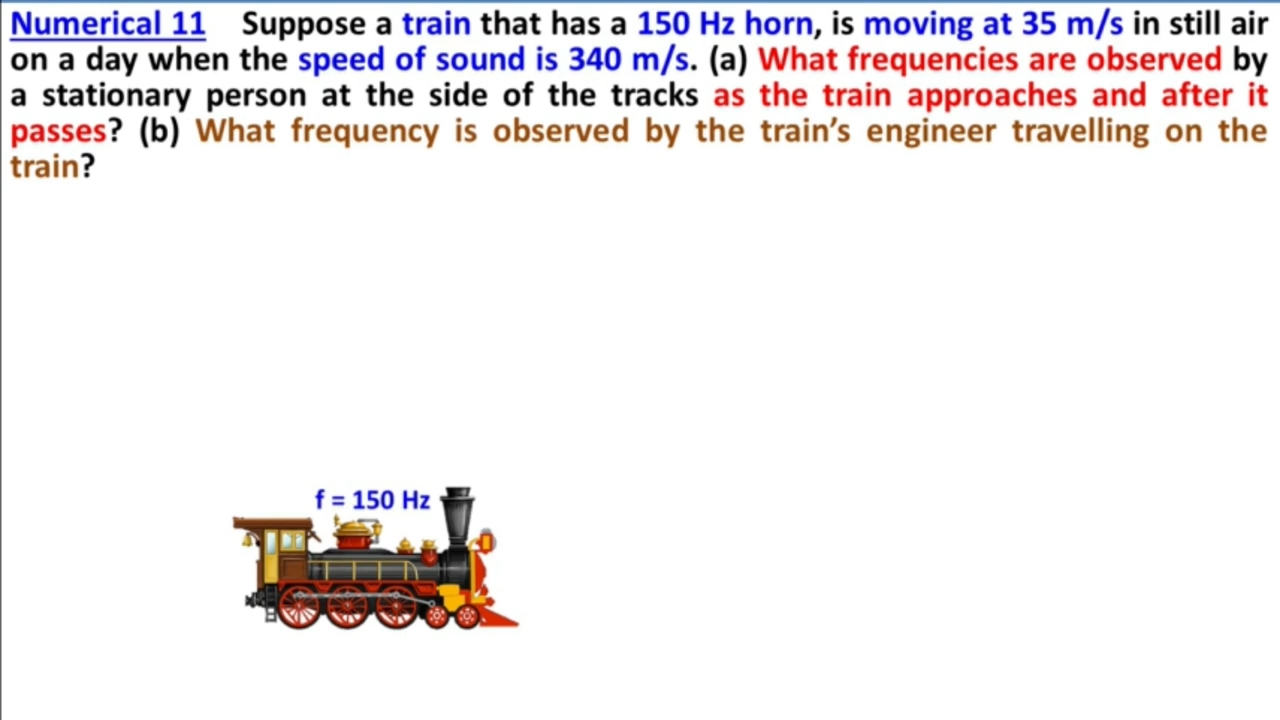 Numerical 11 Suppose a train that has a 150 Hz horn, is moving at 35 m/s in still air
on a day when the speed of sound is 340 m/s. (a) What frequencies are observed by
a stationary person at the side of the tracks as the train approaches and after it
passes? (b) What frequency is observed by the train’s engineer travelling on the
train?
f = 150 Hz